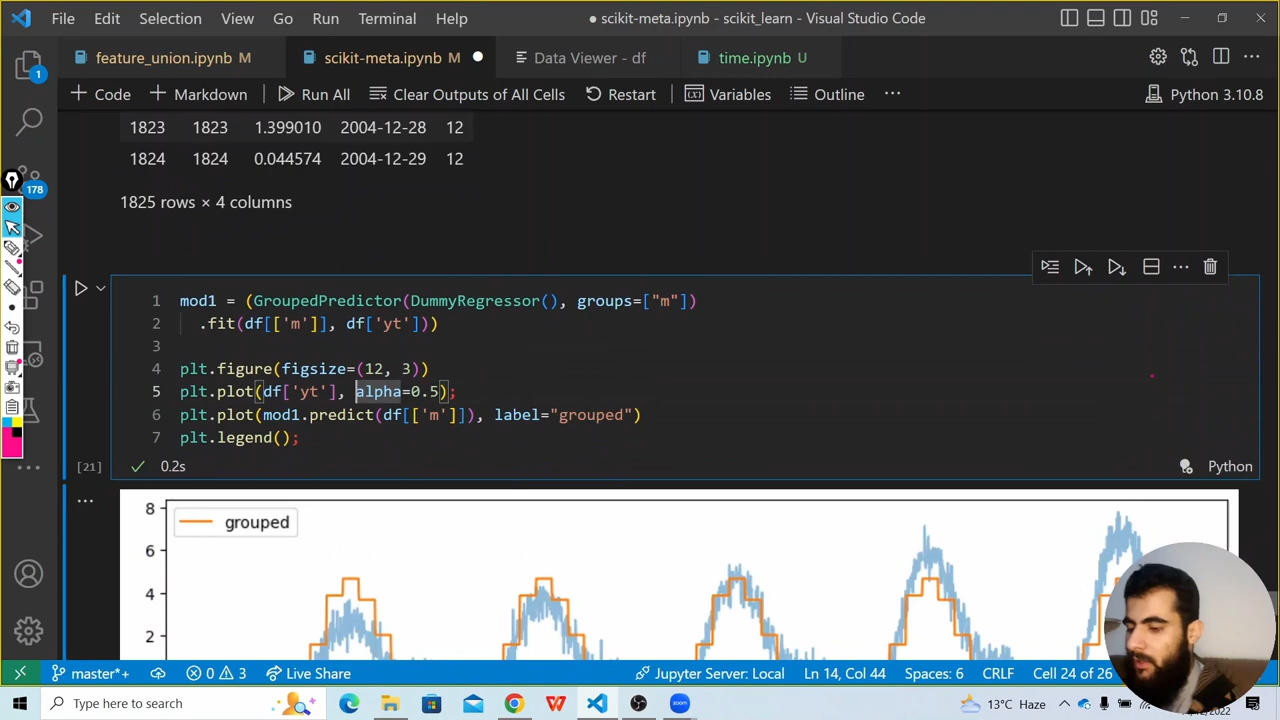 File Edit Selection View Go Run Terminal Help
● scikit-meta.ipynb - scikit_learn - Visual Studio Code
feature_union.ipynb M
scikit-meta.ipynb M
Data Viewer - df
time.ipynb U
Code
Markdown
Run All
Clear Outputs of All Cells
Restart
Variables
Outline
Python 3.10.8
1
178
1823 1823 1.399010 2004-12-28 12
1824 1824 0.044574 2004-12-29 12
1825 rows × 4 columns
1 mod1 = (GroupedPredictor(DummyRegressor(), groups=["m"])
2 .fit(df[['m']], df['yt']))
3
4 plt.figure(figsize=(12, 3))
5 plt.plot(df['yt'], alpha=0.5);
6 plt.plot(mod1.predict(df[['m']]), label="grouped")
7 plt.legend();
[21] 0.2s Python
8
6
4
2
grouped
master*+ 0 3 Live Share Jupyter Server: Local Ln 14, Col 44 Spaces: 6 CRLF Cell 24 of 26
Type here to search
13°C Haze